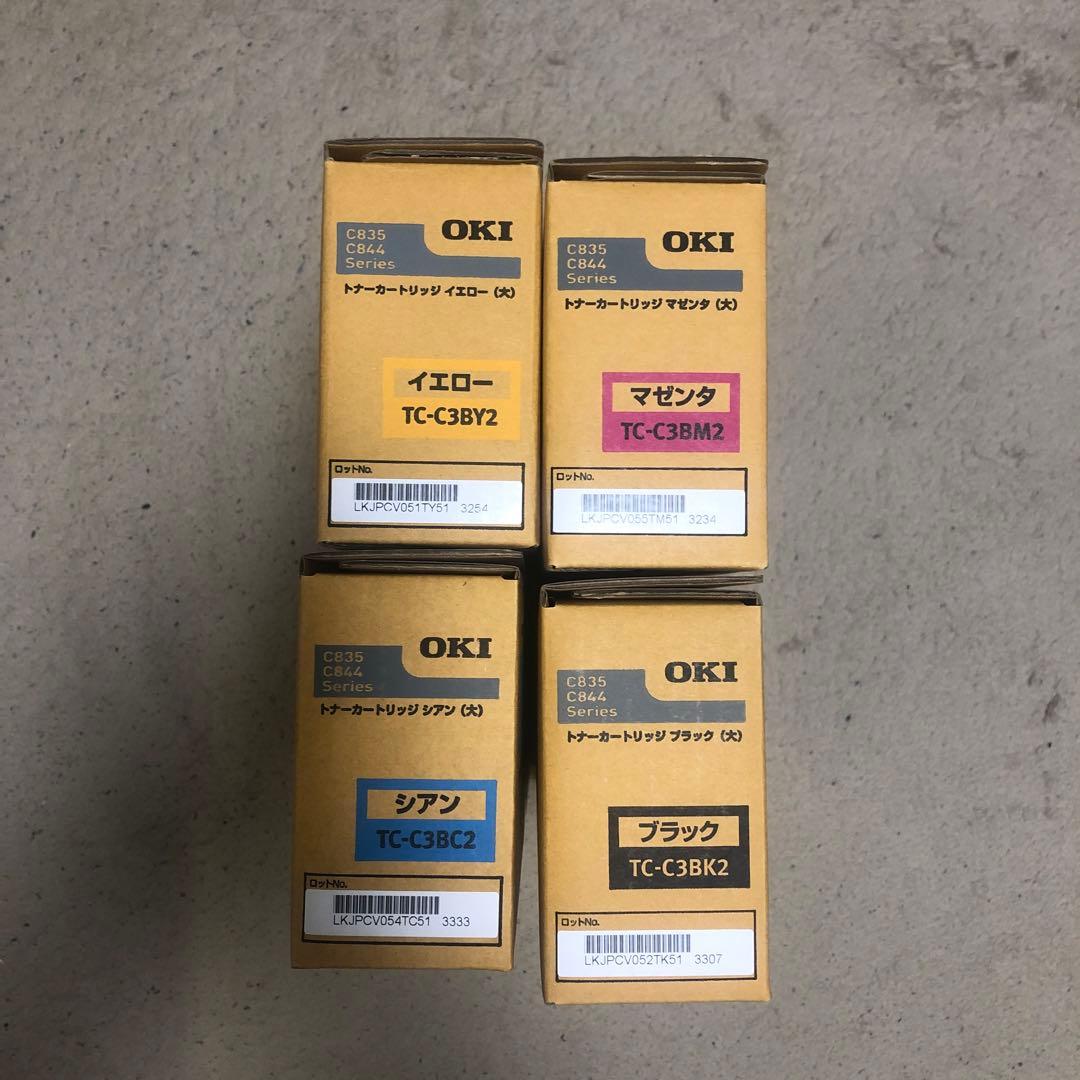 C835
C844
Series
OKI
トナーカートリッジ イエロー（大）
イエロー
TC-C3BY2
ロットNo.
LKJPCV051TY51 3254
C835
C844
Series
OKI
トナーカートリッジ マゼンタ（大）
マゼンタ
TC-C3BM2
ロットNo.
LKJPCV055TM51 3234
C835
C844
Series
OKI
トナーカートリッジ シアン（大）
シアン
TC-C3BC2
ロットNo.
LKJPCV054TC51 3333
C835
C844
Series
OKI
トナーカートリッジ ブラック（大）
ブラック
TC-C3BK2
ロットNo.
LKJPCV052TK51 3307